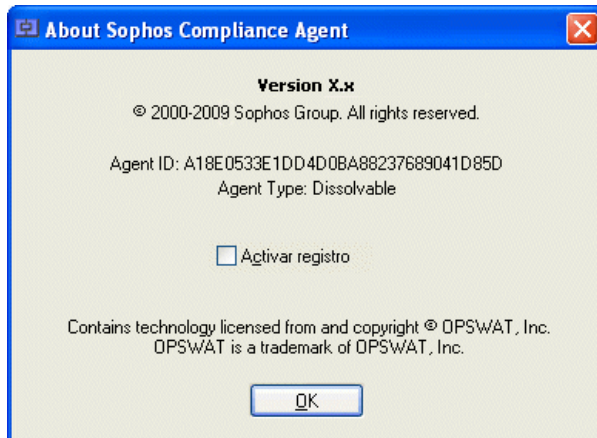 About Sophos Compliance Agent
Version X.x
© 2000-2009 Sophos Group. All rights reserved.
Agent ID: A18E0533E1DD4D0BA88237689041D85D
Agent Type: Dissolvable
Activar registro
Contains technology licensed from and copyright © OPSWAT, Inc.
OPSWAT is a trademark of OPSWAT, Inc.
OK